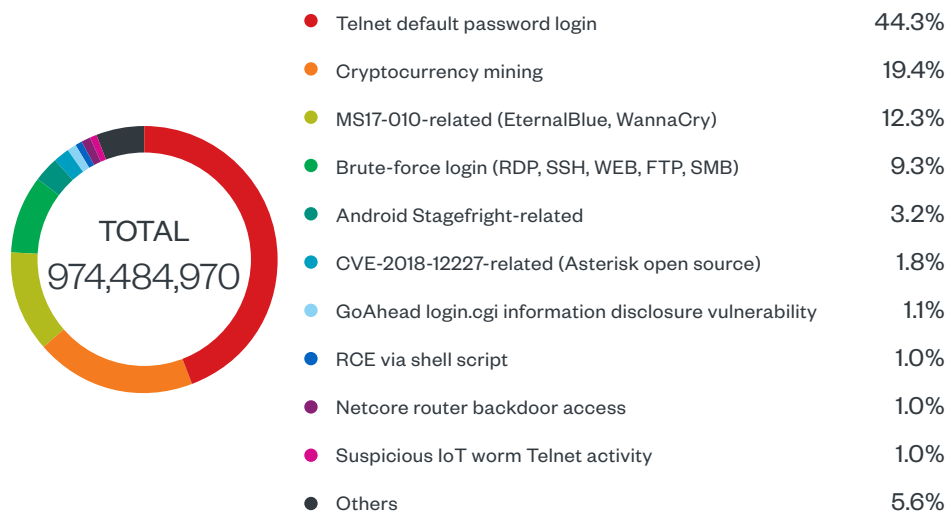 TOTAL
974,484,970
Telnet default password login 44.3%
Cryptocurrency mining 19.4%
MS17-010-related (EternalBlue, WannaCry) 12.3%
Brute-force login (RDP, SSH, WEB, FTP, SMB) 9.3%
Android Stagefright-related 3.2%
CVE-2018-12227-related (Asterisk open source) 1.8%
GoAhead login.cgi information disclosure vulnerability 1.1%
RCE via shell script 1.0%
Netcore router backdoor access 1.0%
Suspicious IoT worm Telnet activity 1.0%
Others 5.6%